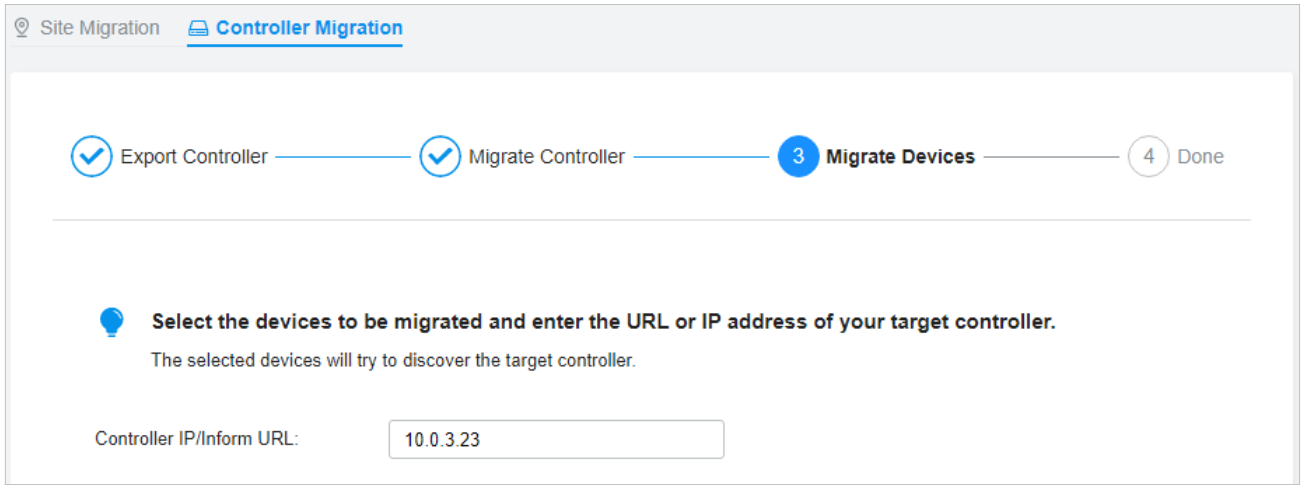 Site Migration Controller Migration
Export Controller Migrate Controller 3 Migrate Devices 4 Done
Select the devices to be migrated and enter the URL or IP address of your target controller.
The selected devices will try to discover the target controller.
Controller IP/Inform URL: 10.0.3.23